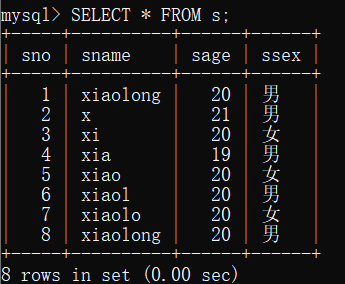 mysql> SELECT * FROM s;
+-----+-----------+------+------+
| sno | sname | sage | ssex |
+-----+-----------+------+------+
| 1 | xiaolong | 20 | 男 |
| 2 | x | 21 | 男 |
| 3 | xi | 20 | 女 |
| 4 | xia | 19 | 男 |
| 5 | xiao | 20 | 女 |
| 6 | xiaol | 20 | 男 |
| 7 | xiaolo | 20 | 女 |
| 8 | xiaolong | 20 | 男 |
+-----+-----------+------+------+
8 rows in set (0.00 sec)